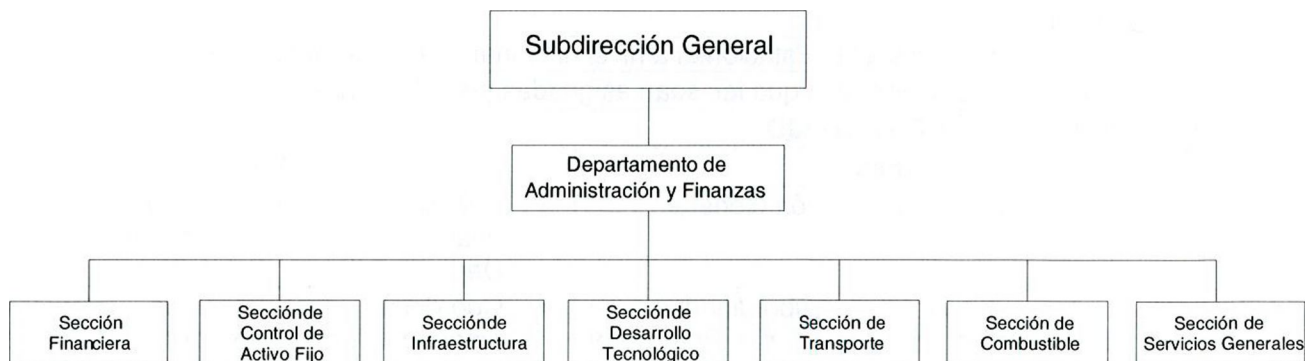 Subdirección General
Departamento de
Administración y Finanzas
Sección
Financiera
Secciónde
Control de
Activo Fijo
Secciónde
Infraestructura
Secciónde
Desarrollo
Tecnológico
Sección de
Transporte
Sección de
Combustible
Sección de
Servicios Generales